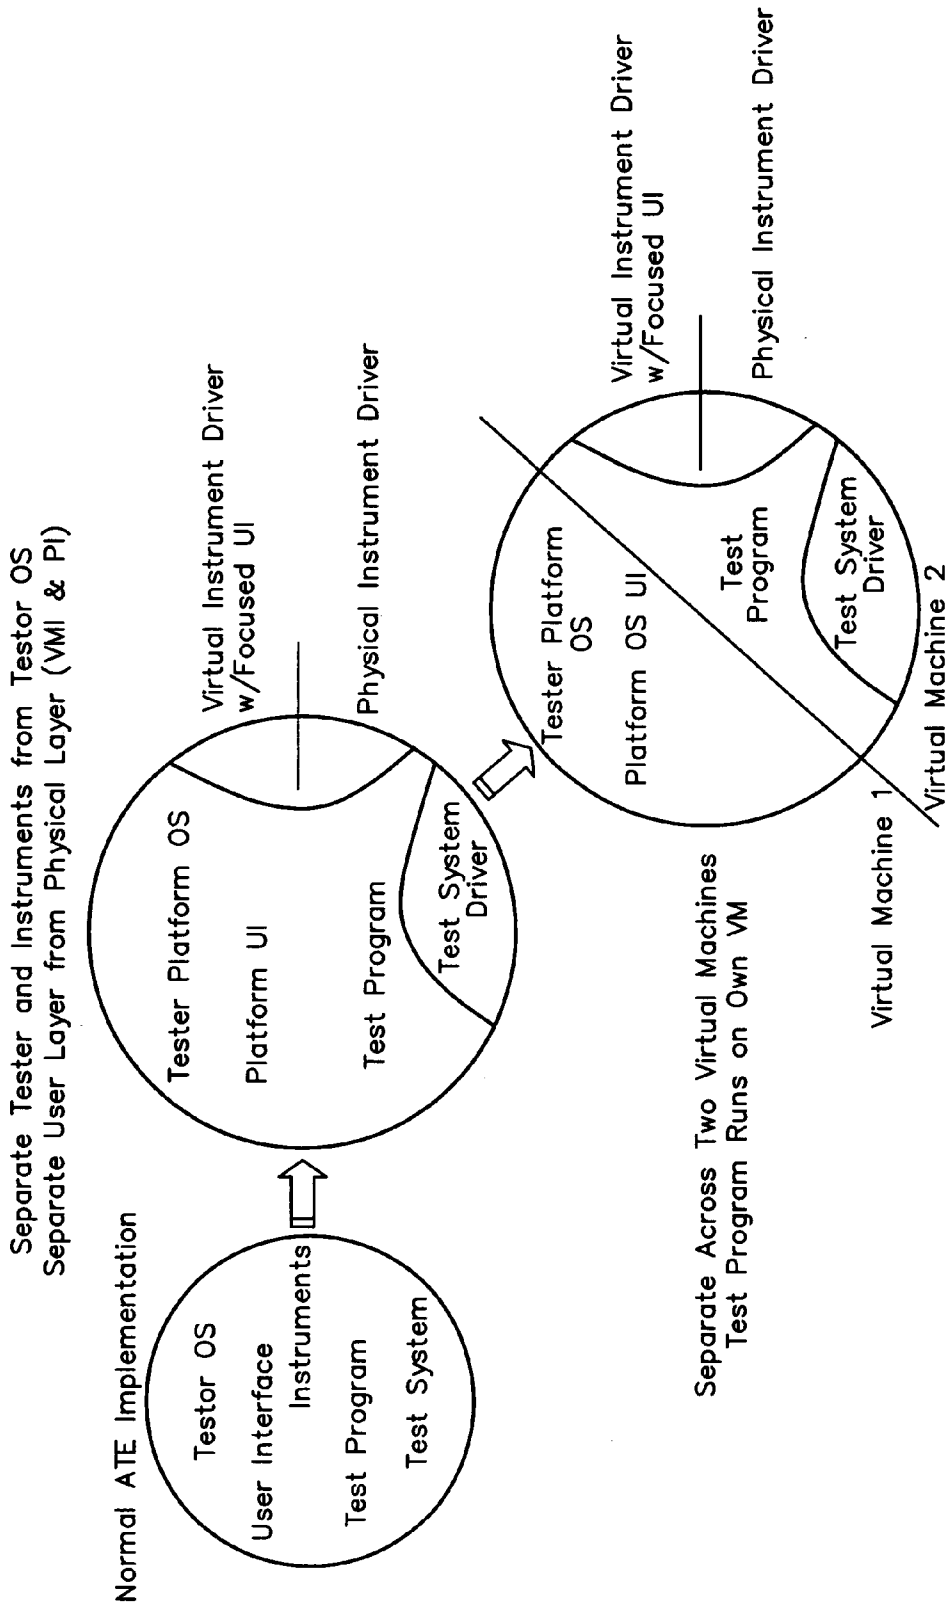 Separate Tester and Instruments from Testor OS
Separate User Layer from Physical Layer (VMI & PI)
Normal ATE Implementation
Testor OS
User Interface
Instruments
Test Program
Test System
Tester Platform OS
Platform UI
Test Program
Test System
Driver
Virtual Instrument Driver
w/Focused UI
Physical Instrument Driver
Separate Across Two Virtual Machines
Test Program Runs on Own VM
Tester Platform
OS
Platform OS UI
Test
Program
Test System
Driver
Virtual Instrument Driver
w/Focused UI
Physical Instrument Driver
Virtual Machine 1
Virtual Machine 2